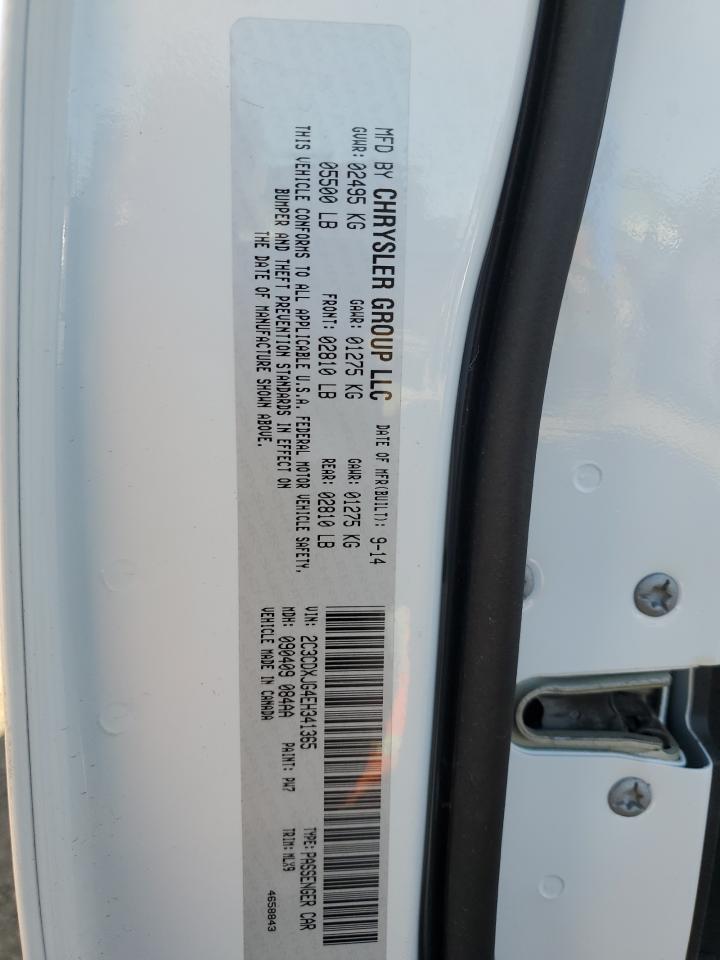 MFD BY CHRYSLER GROUP LLC DATE OF MFR(BUILT): 9-14
GVWR: 02495 KG GAWR: 01275 KG GAWR: 01275 KG
05500 LB FRONT: 02810 LB REAR: 02810 LB
THIS VEHICLE CONFORMS TO ALL APPLICABLE U.S.A. FEDERAL MOTOR VEHICLE SAFETY,
BUMPER AND THEFT PREVENTION STANDARDS IN EFFECT ON
THE DATE OF MANUFACTURE SHOWN ABOVE.
VIN: 2C3CDXJG4EH341365 TYPE: PASSENGER CAR
MDH: 090409 084AA PAINT: PW7 TRIM: MLX9
VEHICLE MADE IN CANADA 4658843